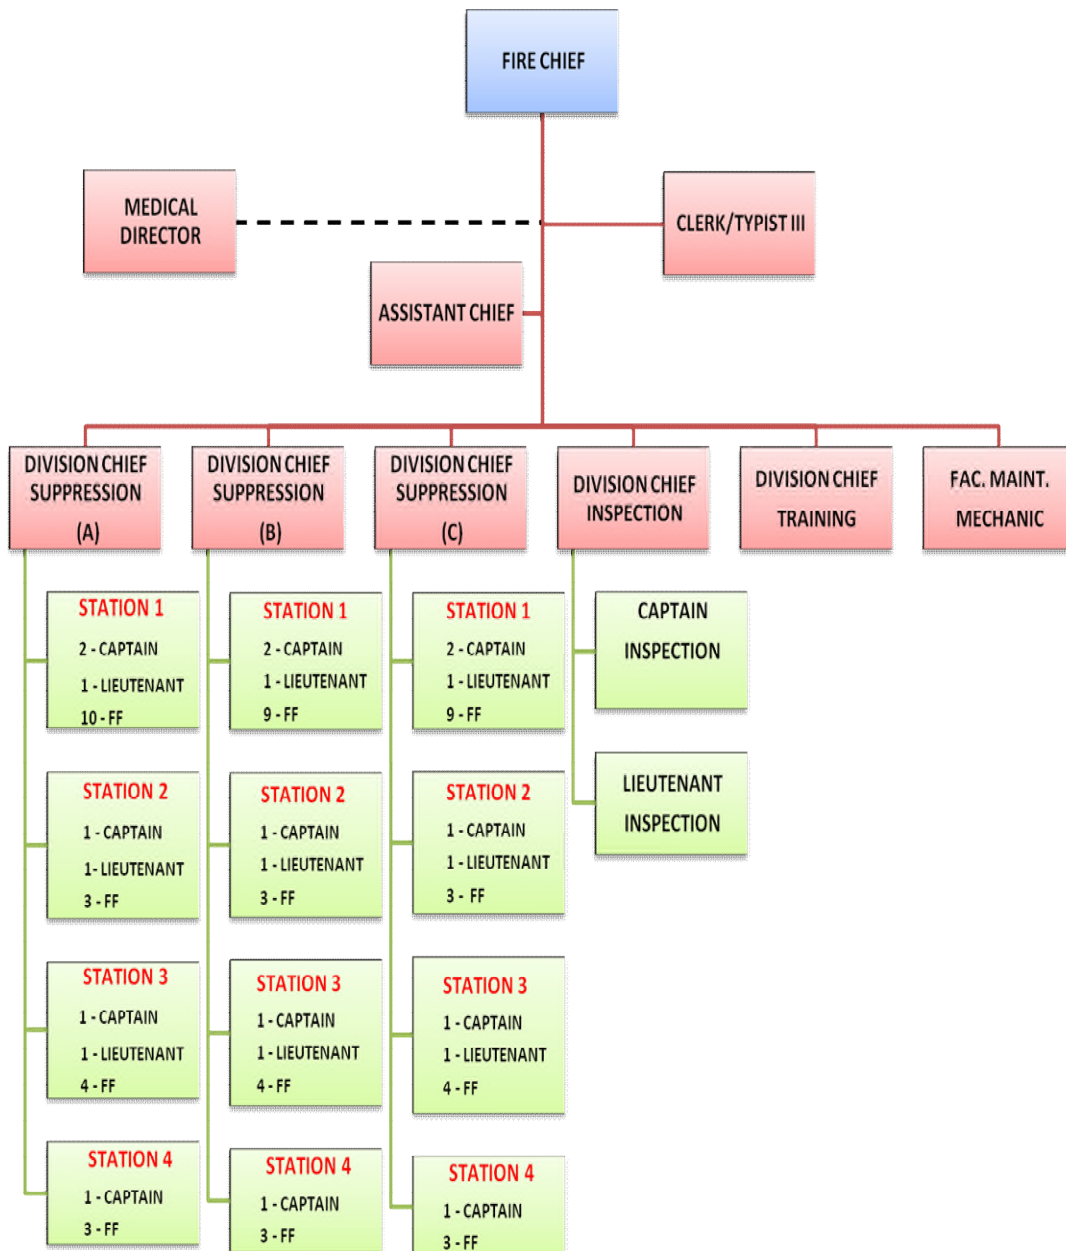 FIRE CHIEF
MEDICAL
DIRECTOR
CLERK/TYPIST III
ASSISTANT CHIEF
DIVISION CHIEF
SUPPRESSION
(A)
DIVISION CHIEF
SUPPRESSION
(B)
DIVISION CHIEF
SUPPRESSION
(C)
DIVISION CHIEF
INSPECTION
DIVISION CHIEF
TRAINING
FAC. MAINT.
MECHANIC
STATION 1
2 - CAPTAIN
1 - LIEUTENANT
10 - FF
STATION 1
2 - CAPTAIN
1 - LIEUTENANT
9 - FF
STATION 1
2 - CAPTAIN
1 - LIEUTENANT
9 - FF
CAPTAIN
INSPECTION
STATION 2
1 - CAPTAIN
1- LIEUTENANT
3 - FF
STATION 2
1 - CAPTAIN
1 - LIEUTENANT
3 - FF
STATION 2
1 - CAPTAIN
1 - LIEUTENANT
3 - FF
LIEUTENANT
INSPECTION
STATION 3
1 - CAPTAIN
1 - LIEUTENANT
4 - FF
STATION 3
1 - CAPTAIN
1 - LIEUTENANT
4 - FF
STATION 3
1 - CAPTAIN
1 - LIEUTENANT
4 - FF
STATION 4
1 - CAPTAIN
3 - FF
STATION 4
1 - CAPTAIN
3 - FF
STATION 4
1 - CAPTAIN
3 - FF